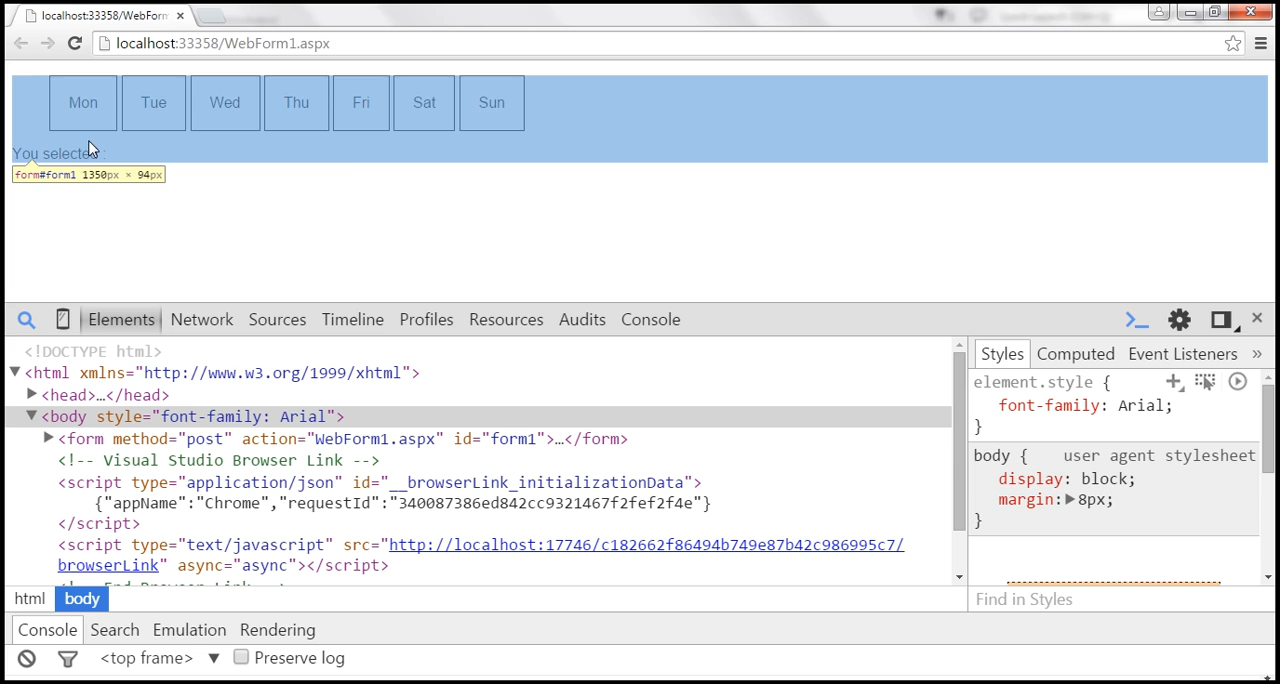 localhost:33358/WebForm
localhost:33358/WebForm1.aspx
Mon Tue Wed Thu Fri Sat Sun
You selected :
form#form1 1350px × 94px
Elements Network Sources Timeline Profiles Resources Audits Console
<!DOCTYPE html>
<html xmlns="http://www.w3.org/1999/xhtml">
<head>…</head>
<body style="font-family: Arial">
<form method="post" action="WebForm1.aspx" id="form1">…</form>
<!-- Visual Studio Browser Link -->
<script type="application/json" id="__browserLink_initializationData">
{"appName":"Chrome","requestId":"340087386ed842cc9321467f2fef2f4e"}
</script>
<script type="text/javascript" src="http://localhost:17746/c182662f86494b749e87b42c986995c7/
browserLink" async="async"></script>
<!-- End Browser Link -->
html body
Styles Computed Event Listeners »
element.style {
font-family: Arial;
}
body { user agent stylesheet
display: block;
margin: 8px;
}
Find in Styles
Console Search Emulation Rendering
<top frame> Preserve log